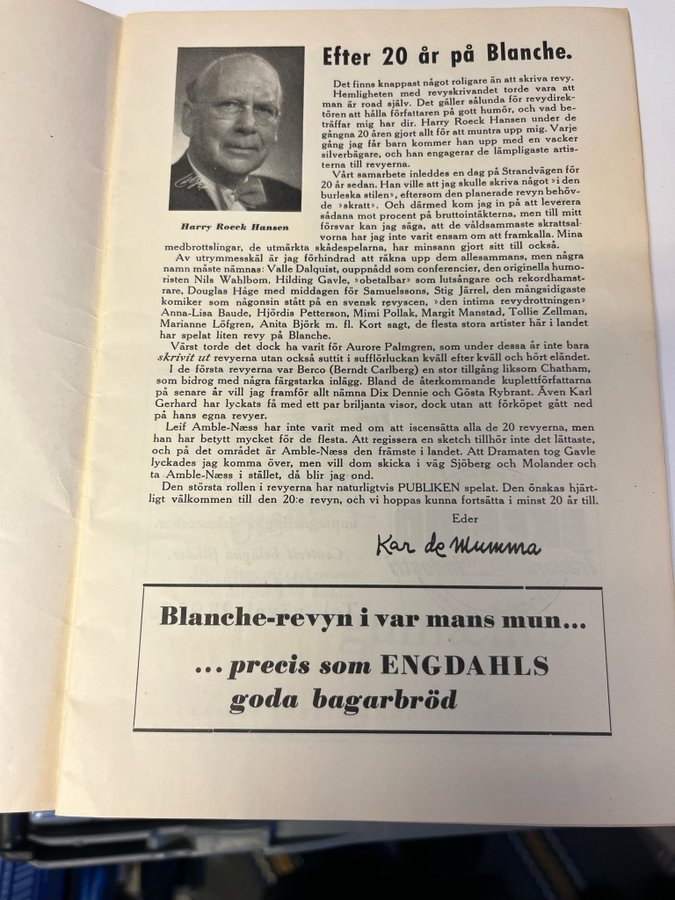 Efter 20 år på Blanche.
Det finns knappast något roligare än att skriva revy.
Hemligheten med revyskrivandet torde vara att
man är road själv. Det gäller sålunda för revydirek-
tören att hålla författaren på gott humör, och vad be-
träffar mig har dir. Harry Roeck Hansen under de
gångna 20 åren gjort allt för att muntra upp mig. Varje
gång jag får barn kommer han upp med en vacker
silverbägare, och han engagerar de lämpligaste artis-
terna till revyerna.
Vårt samarbete inleddes en dag på Strandvägen för
20 år sedan. Han ville att jag skulle skriva något »i den
burleska stilen», eftersom den planerade revyn behöv-
de »skratt». Och därmed kom jag in på att leverera
sådana mot procent på bruttointäkterna, men till mitt
försvar kan jag säga, att de våldsammaste skrattsal-
vorna har jag inte varit ensam om att framkalla. Mina
medbrottslingar, de utmärkta skådespelarna, har minsann gjort sitt till också.
Harry Roeck Hansen
Av utrymmesskäl är jag förhindrad att räkna upp dem allesammans, men några
namn måste nämnas: Valle Dalquist, ouppnådd som conferencier, den originella humo-
risten Nils Wahlbom, Hilding Gavle, »obetalbar» som lutsångare och rekordhamst-
rare, Douglas Håge med middagen för Samuelssons, Stig Järrel, den mångsidigaste
komiker som någonsin stått på en svensk revyscen, »den intima revydrottningen»
Anna-Lisa Baude, Hjördis Petterson, Mimi Pollak, Margit Manstad, Tollie Zellman,
Marianne Löfgren, Anita Björk m. fl. Kort sagt, de flesta stora artister här i landet
har spelat liten revy på Blanche.
Värst torde det dock ha varit för Aurore Palmgren, som under dessa år inte bara
skrivit ut revyerna utan också suttit i sufflörluckan kväll efter kväll och hört eländet.
I de första revyerna var Berco (Berndt Carlberg) en stor tillgång liksom Chatham,
som bidrog med några färgstarka inlägg. Bland de återkommande kuplettförfattarna
på senare år vill jag framför allt nämna Dix Dennie och Gösta Rybrant. Även Karl
Gerhard har lyckats få med ett par briljanta visor, dock utan att förköpet gått ned
på hans egna revyer.
Leif Amble-Næss har inte varit med om att iscensätta alla de 20 revyerna, men
han har betytt mycket för de flesta. Att regissera en sketch tillhör inte det lättaste,
och på det området är Amble-Næss den främste i landet. Att Dramaten tog Gavle
lyckades jag komma över, men vill dom skicka i väg Sjöberg och Molander och
ta Amble-Næss i stället, då blir jag ond.
Den största rollen i revyerna har naturligtvis PUBLIKEN spelat. Den önskas hjärt-
ligt välkommen till den 20:e revyn, och vi hoppas kunna fortsätta i minst 20 år till.
Eder
Kar de Mumma
Blanche-revyn i var mans mun...
...precis som ENGDAHLS
goda bagarbröd